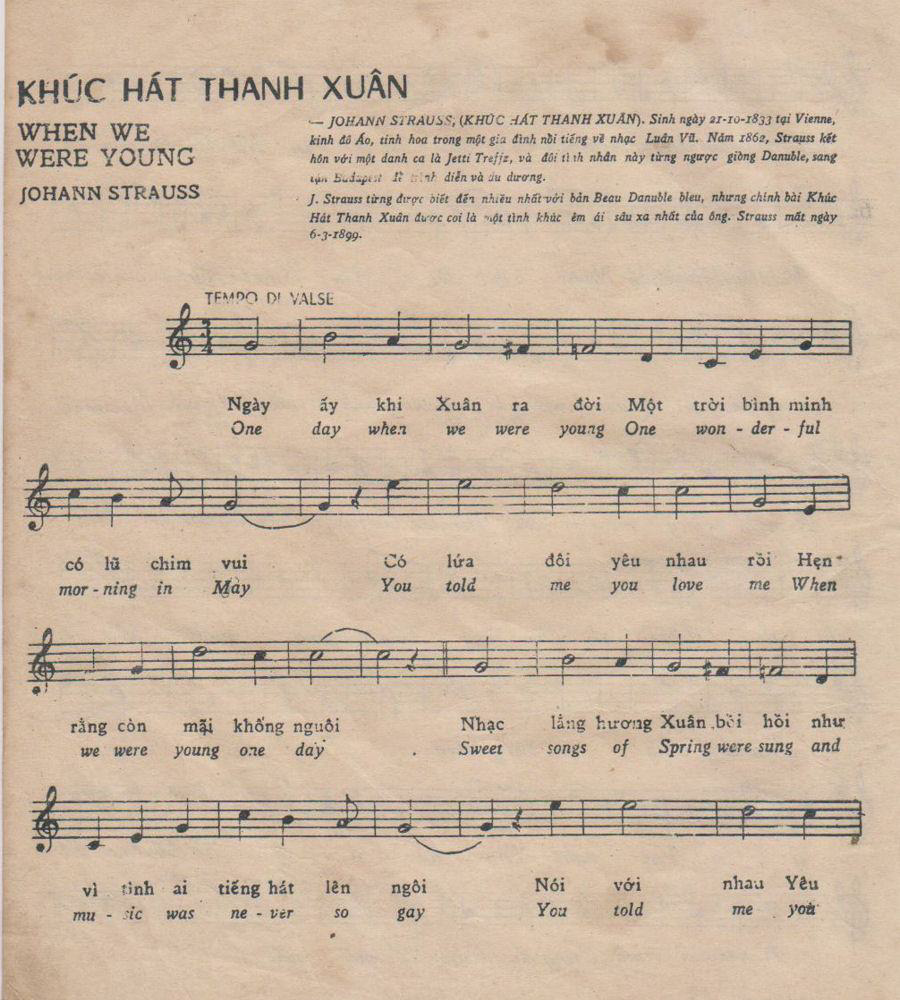 KHÚC HÁT THANH XUÂN
WHEN WE
WERE YOUNG
JOHANN STRAUSS
— JOHANN STRAUSS, (KHÚC HÁT THANH XUÂN). Sinh ngày 21-10-1833 tại Vienne,
kinh đô Áo, tinh hoa trong một gia đình nổi tiếng về nhạc Luân Vũ. Năm 1862, Strauss kết
hôn với một danh ca là Jetti Treffz, và đôi tình nhân này từng ngược giòng Danuble, sang
tận Budapest để trình diễn và du dương.
J. Strauss từng được biết đến nhiều nhất với bản Beau Danuble bleu, nhưng chính bài Khúc
Hát Thanh Xuân được coi là một tình khúc êm ái sâu xa nhất của ông. Strauss mất ngày
6-3-1899.
TEMPO DI VALSE
3
4
Ngày ấy khi Xuân ra đời Một trời bình minh
One day when we were young One won - der - ful
có lũ chim vui Có lứa đôi yêu nhau rồi Hẹn
mor - ning in May You told me you love me When
rằng còn mãi không nguôi
we were young one day
Nhạc lắng hương Xuân bồi hồi như
Sweet songs of Spring were sung and
vì tình ai tiếng hát lên ngôi Nói với nhau Yêu
mu - sic was ne - ver so gay You told me you